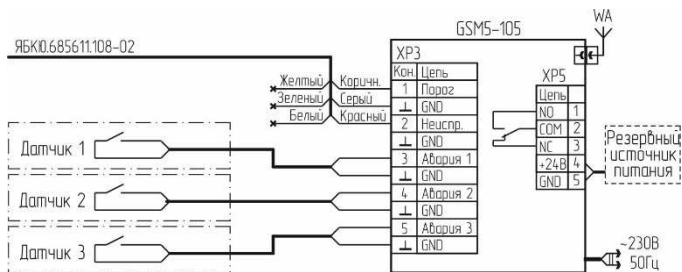 GSM5-105
WA
ЯБКЮ.685611.108-02
XP3
Кон. Цепь
1 Порог
⊥ GND
2 Неиспр.
⊥ GND
3 Авария 1
⊥ GND
4 Авария 2
⊥ GND
5 Авария 3
⊥ GND
Желтый Коричн.
Зеленый Серый
Белый Красный
Датчик 1
Датчик 2
Датчик 3
XP5
Цепь
NO 1
COM 2
NC 3
+24В 4
GND 5
Резервный
источник
питания
~230В
50Гц